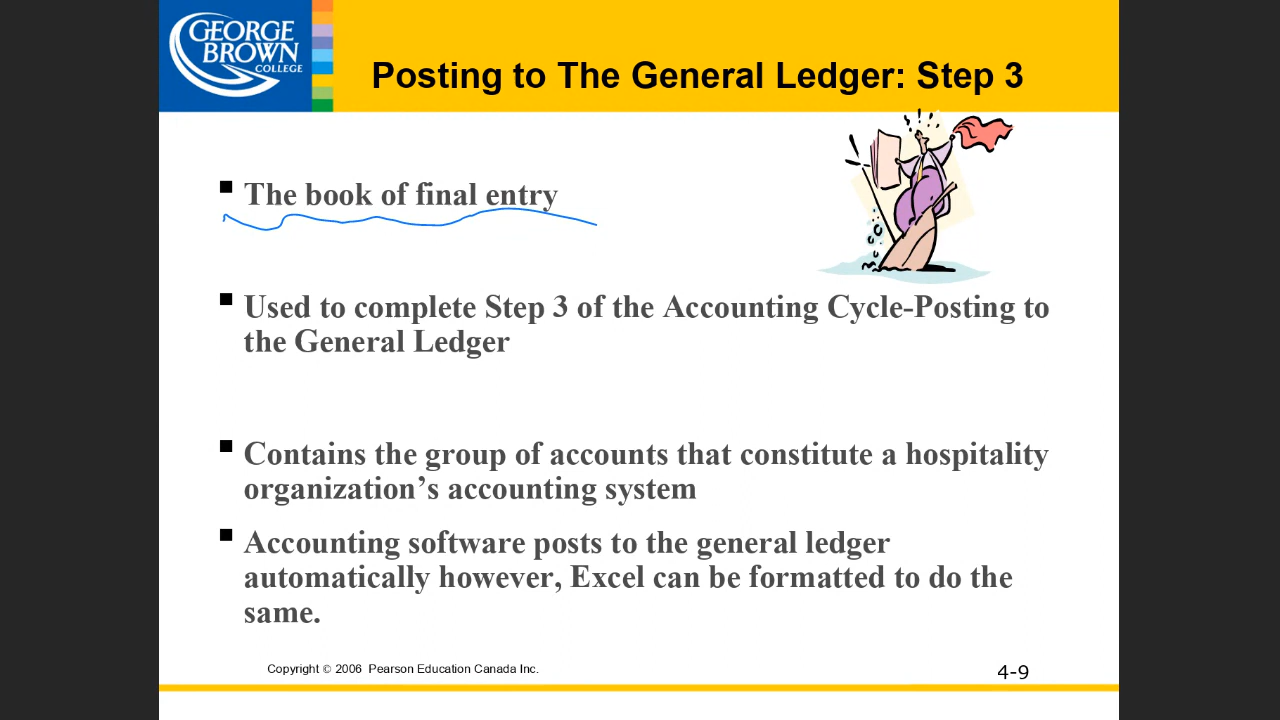 GEORGE
BROWN
COLLEGE
Posting to The General Ledger: Step 3
The book of final entry
Used to complete Step 3 of the Accounting Cycle-Posting to
the General Ledger
Contains the group of accounts that constitute a hospitality
organization’s accounting system
Accounting software posts to the general ledger
automatically however, Excel can be formatted to do the
same.
Copyright © 2006 Pearson Education Canada Inc.
4-9